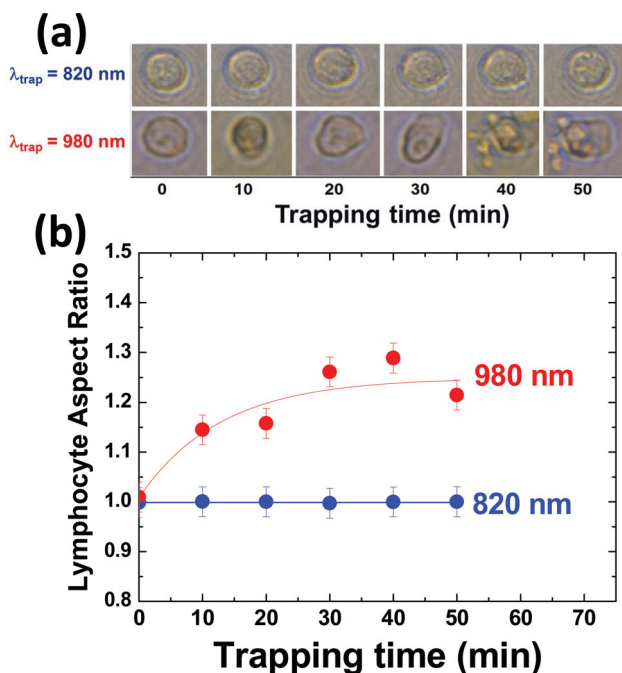 (a)
λtrap = 820 nm
λtrap = 980 nm
0 10 20 30 40 50
Trapping time (min)
(b)
1.5
1.4
1.3
1.2
1.1
1.0
0.9
0.8
Lymphocyte Aspect Ratio
980 nm
820 nm
0 10 20 30 40 50 60 70
Trapping time (min)